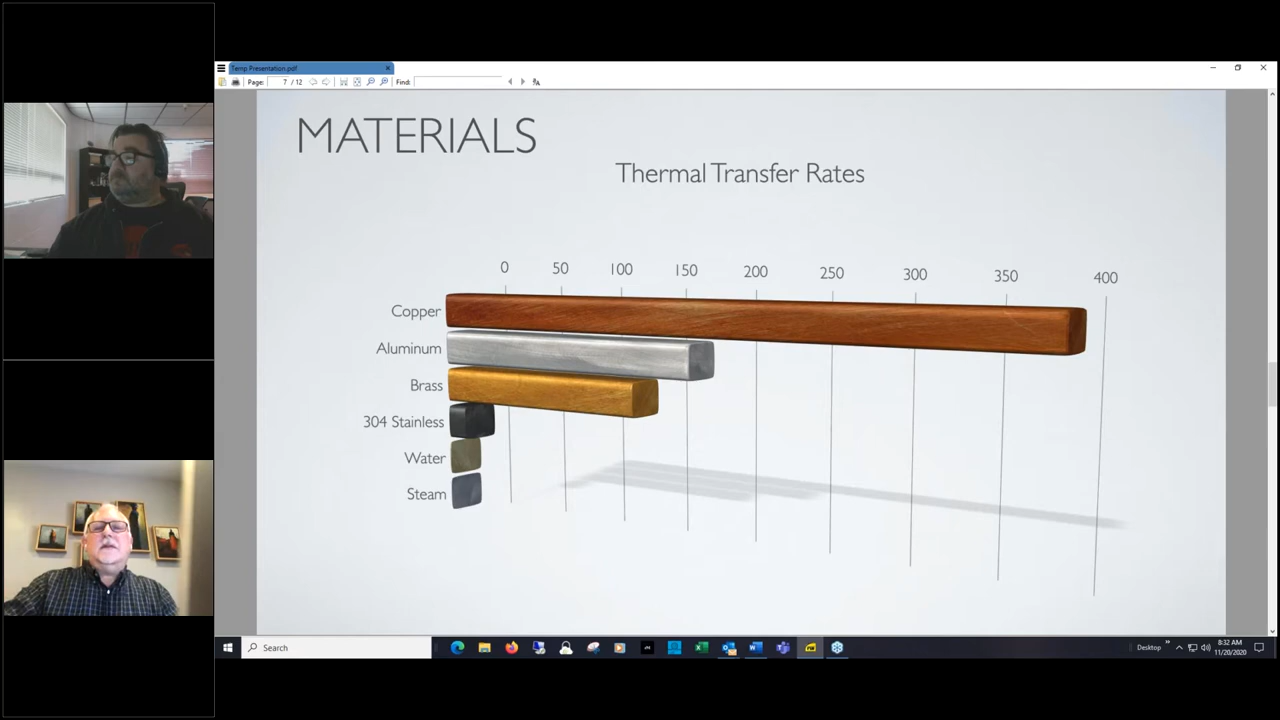 Temp Presentation.pdf
Page: 7 / 12 Find:
MATERIALS
Thermal Transfer Rates
0 50 100 150 200 250 300 350 400
Copper
Aluminum
Brass
304 Stainless
Water
Steam
Search
Desktop
8:32 AM
11/20/2020